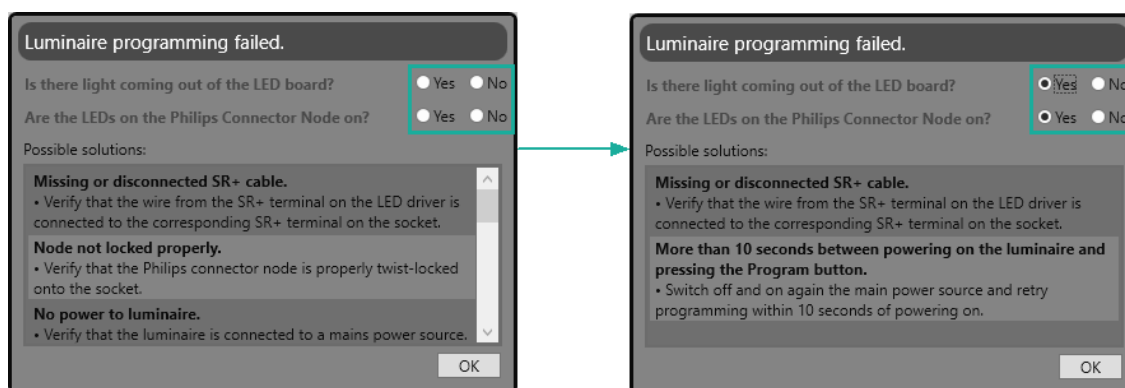 Luminaire programming failed.
Is there light coming out of the LED board? Yes No
Are the LEDs on the Philips Connector Node on? Yes No
Possible solutions:
Missing or disconnected SR+ cable.
• Verify that the wire from the SR+ terminal on the LED driver is
connected to the corresponding SR+ terminal on the socket.
Node not locked properly.
• Verify that the Philips connector node is properly twist-locked
onto the socket.
No power to luminaire.
• Verify that the luminaire is connected to a mains power source.
OK
Luminaire programming failed.
Is there light coming out of the LED board? Yes No
Are the LEDs on the Philips Connector Node on? Yes No
Possible solutions:
Missing or disconnected SR+ cable.
• Verify that the wire from the SR+ terminal on the LED driver is
connected to the corresponding SR+ terminal on the socket.
More than 10 seconds between powering on the luminaire and
pressing the Program button.
• Switch off and on again the main power source and retry
programming within 10 seconds of powering on.
OK